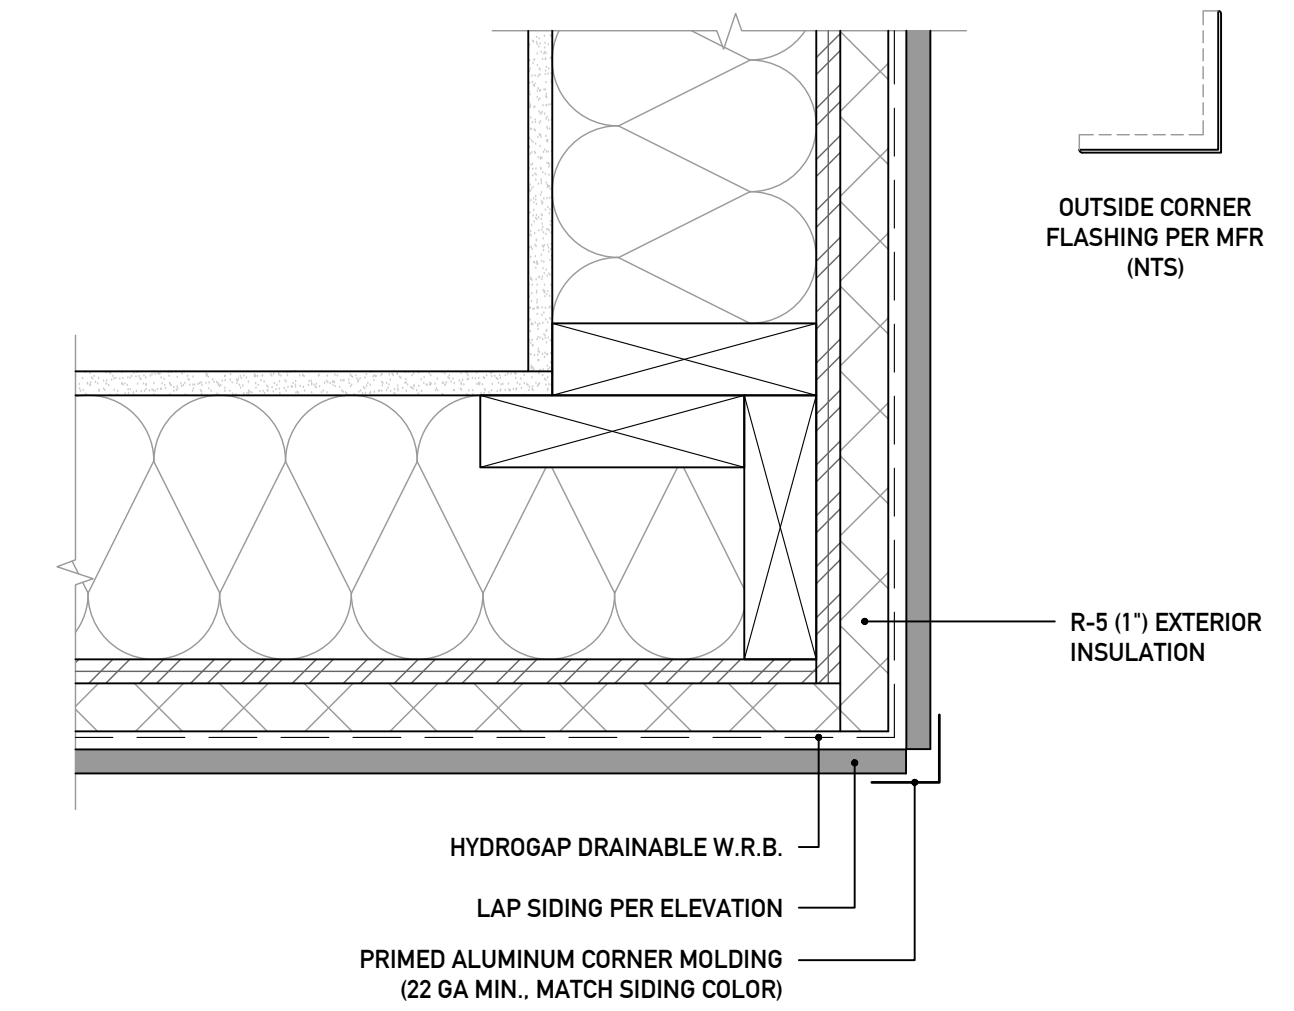 OUTSIDE CORNER
FLASHING PER MFR
(NTS)
R-5 (1") EXTERIOR
INSULATION
HYDROGAP DRAINABLE W.R.B.
LAP SIDING PER ELEVATION
PRIMED ALUMINUM CORNER MOLDING
(22 GA MIN., MATCH SIDING COLOR)